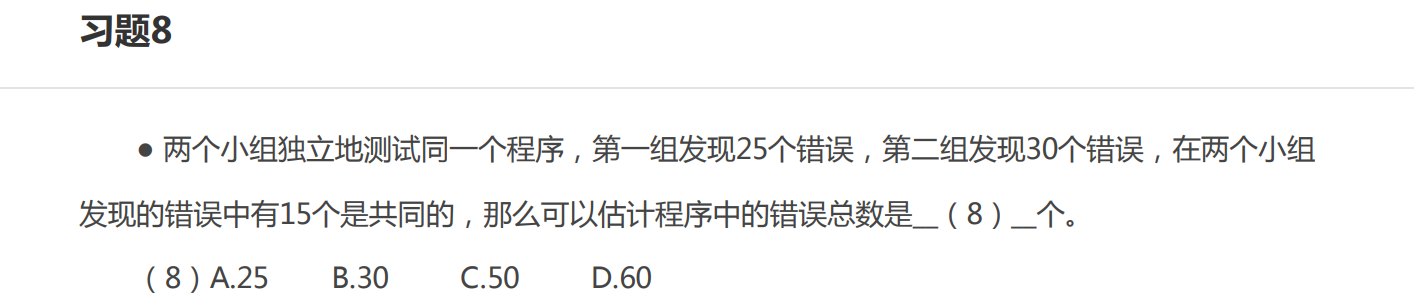 习题8
● 两个小组独立地测试同一个程序，第一组发现25个错误，第二组发现30个错误，在两个小组
发现的错误中有15个是共同的，那么可以估计程序中的错误总数是__（8）__个。
（8）A.25 B.30 C.50 D.60